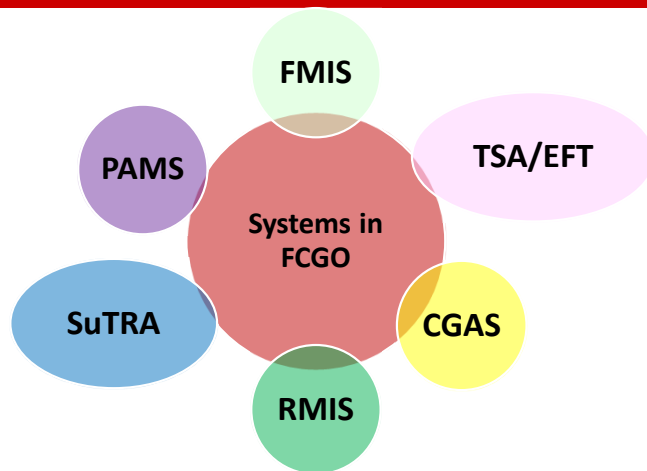 FMIS
TSA/EFT
PAMS
Systems in
FCGO
SuTRA
CGAS
RMIS